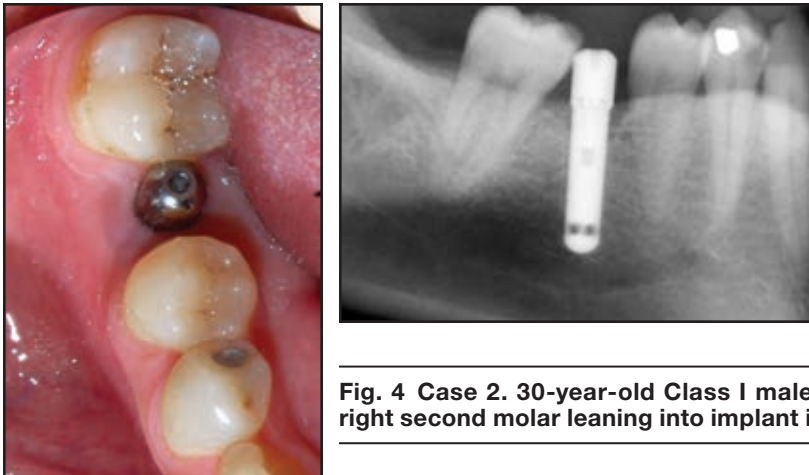 Fig. 4 Case 2. 30-year-old Class I male
right second molar leaning into implant i